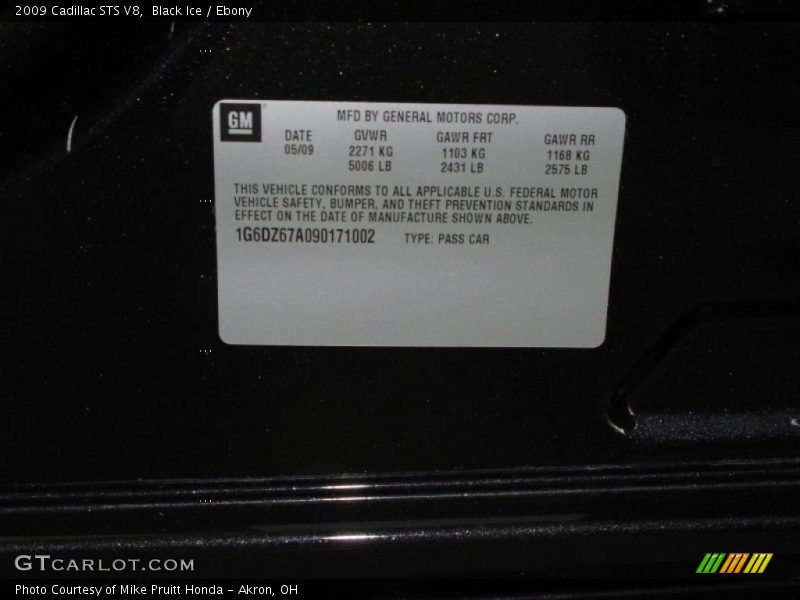 2009 Cadillac STS V8, Black Ice / Ebony
GM
MFD BY GENERAL MOTORS CORP.
DATE GVWR GAWR FRT GAWR RR
05/09 2271 KG 1103 KG 1168 KG
5006 LB 2431 LB 2575 LB
THIS VEHICLE CONFORMS TO ALL APPLICABLE U.S. FEDERAL MOTOR
VEHICLE SAFETY, BUMPER, AND THEFT PREVENTION STANDARDS IN
EFFECT ON THE DATE OF MANUFACTURE SHOWN ABOVE.
1G6DZ67A090171002 TYPE: PASS CAR
GTCARLOT.COM
Photo Courtesy of Mike Pruitt Honda - Akron, OH